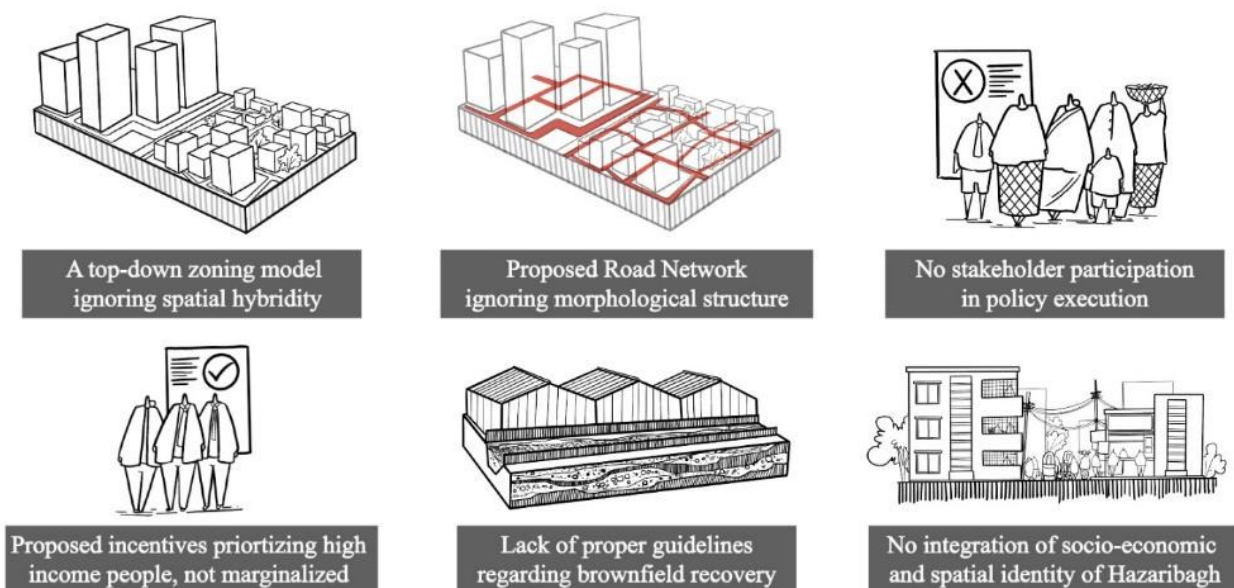 A top-down zoning model
ignoring spatial hybridity
Proposed Road Network
ignoring morphological structure
X
No stakeholder participation
in policy execution
Proposed incentives priortizing high
income people, not marginalized
Lack of proper guidelines
regarding brownfield recovery
No integration of socio-economic
and spatial identity of Hazaribagh